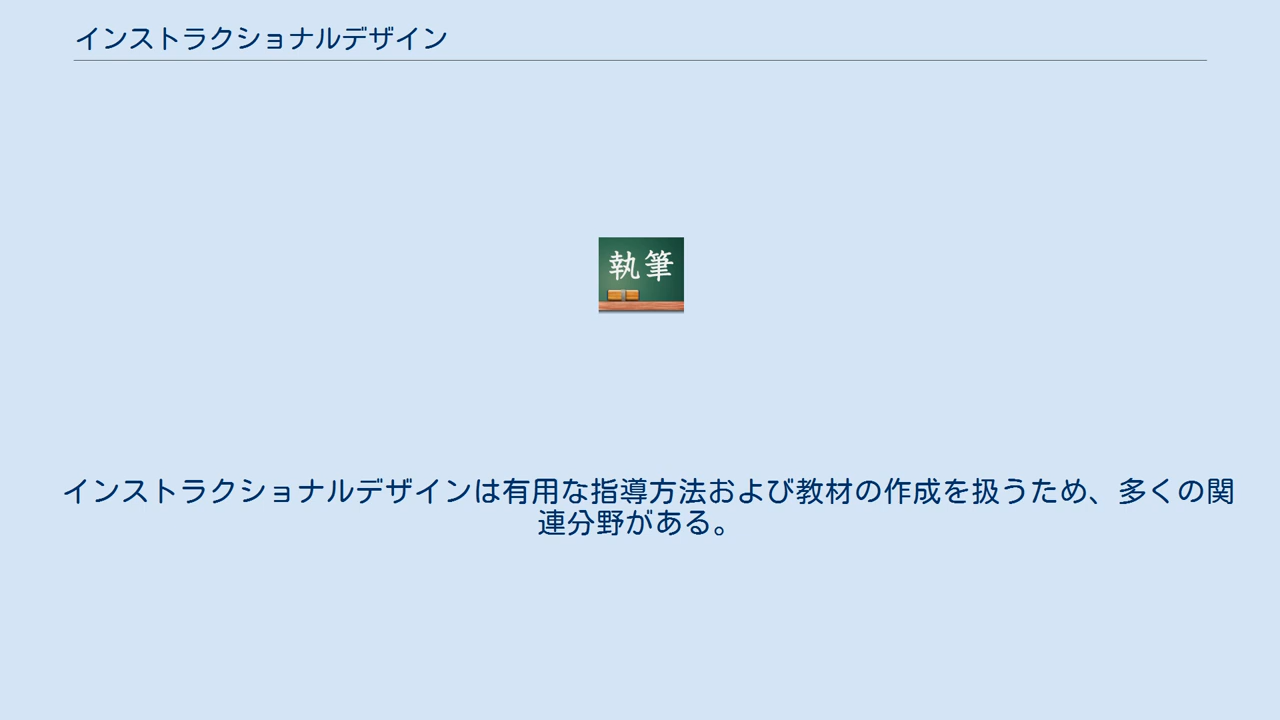 インストラクショナルデザイン
執筆
インストラクショナルデザインは有用な指導方法および教材の作成を扱うため、多くの関
連分野がある。